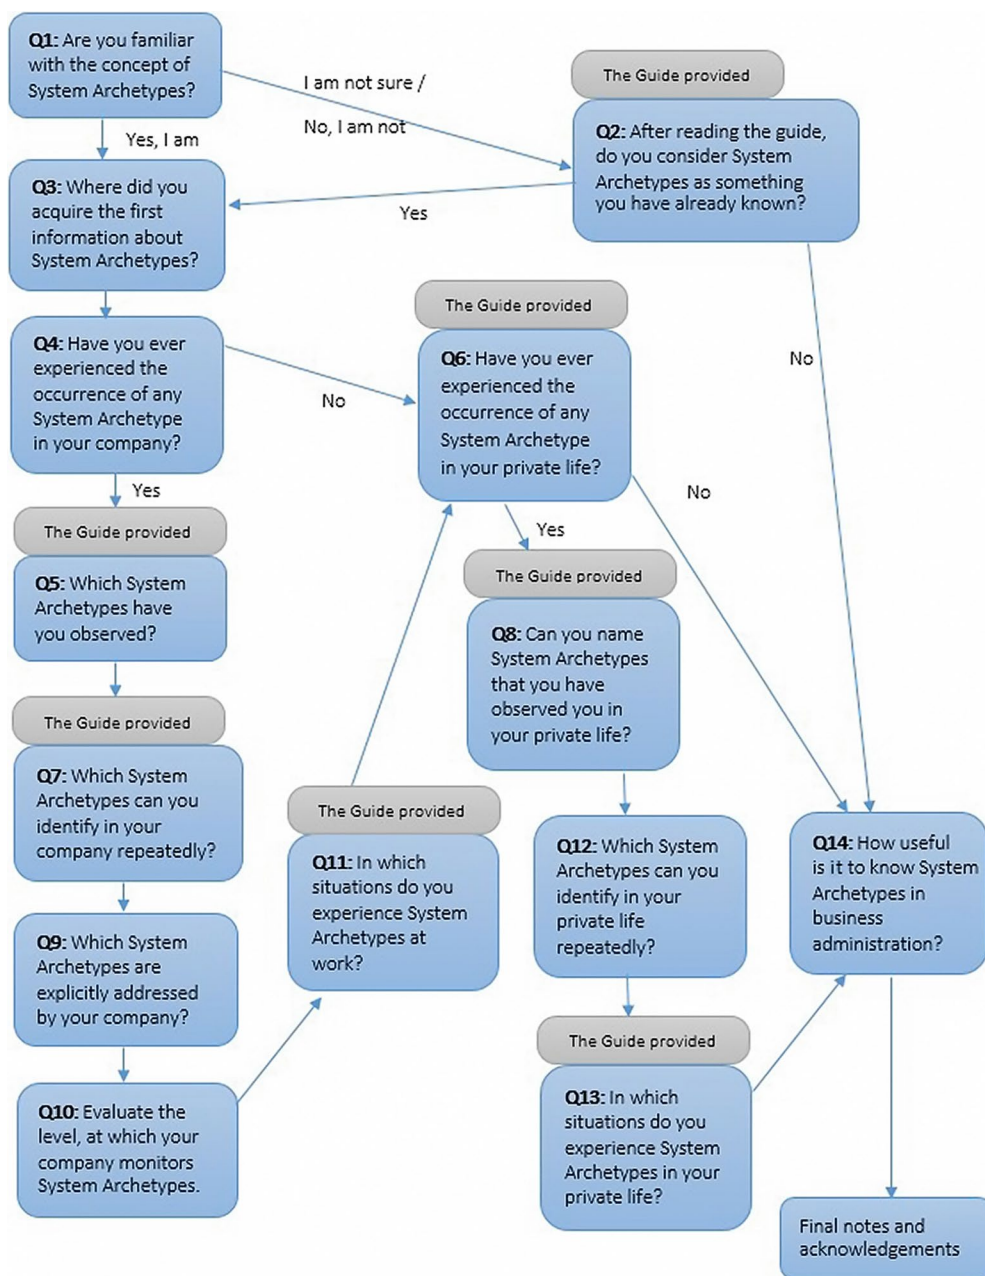 Q1: Are you familiar
with the concept of
System Archetypes?
I am not sure /
No, I am not
Yes, I am
The Guide provided
Q2: After reading the guide,
do you consider System
Archetypes as something
you have already known?
Yes
No
Q3: Where did you
acquire the first
information about
System Archetypes?
Q4: Have you ever
experienced the
occurrence of any
System Archetype
in your company?
No
Yes
The Guide provided
Q6: Have you ever
experienced the
occurrence of any
System Archetype
in your private life?
No
Yes
The Guide provided
Q5: Which System
Archetypes have
you observed?
The Guide provided
Q8: Can you name
System Archetypes
that you have
observed you in
your private life?
The Guide provided
Q7: Which System
Archetypes can you
identify in your
company repeatedly?
The Guide provided
Q11: In which
situations do you
experience System
Archetypes at
work?
Q12: Which System
Archetypes can you
identify in your
private life
repeatedly?
Q14: How useful
is it to know System
Archetypes in
business
administration?
Q9: Which System
Archetypes are
explicitly addressed
by your company?
The Guide provided
Q13: In which
situations do you
experience System
Archetypes in your
private life?
Q10: Evaluate the
level, at which your
company monitors
System Archetypes.
Final notes and
acknowledgements